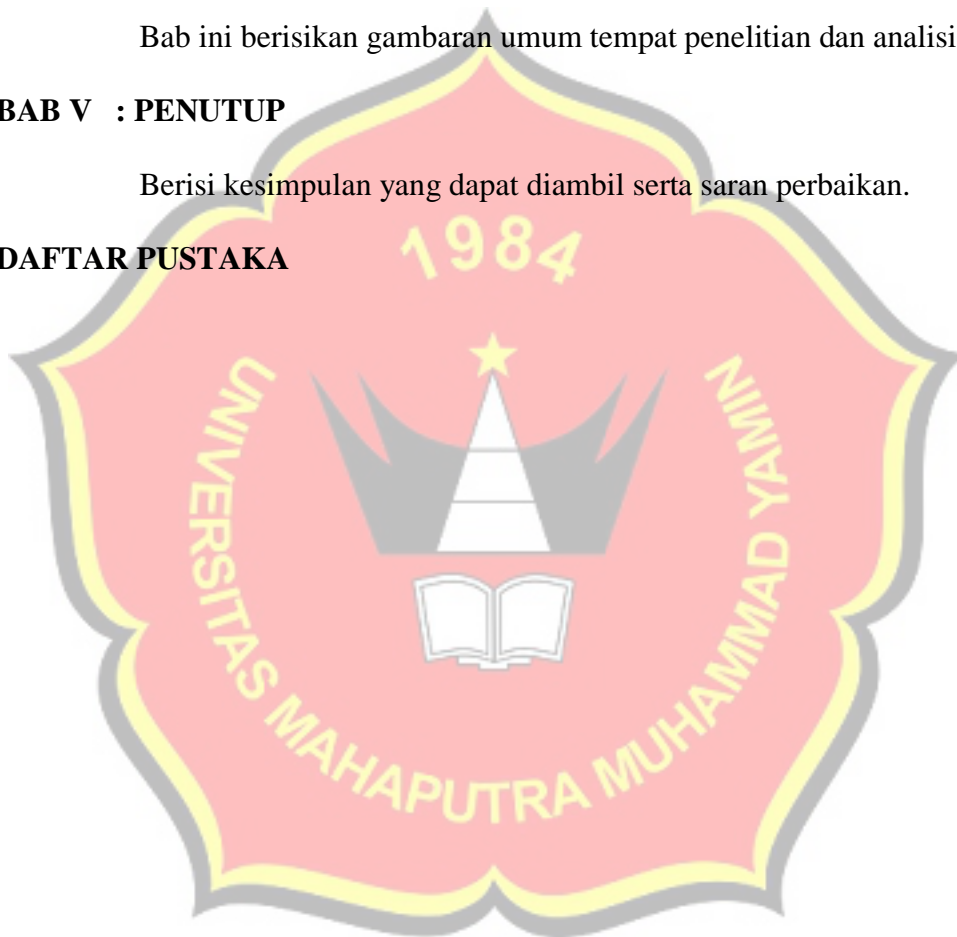 Bab ini berisikan gambaran umum tempat penelitian dan analisi
BAB V : PENUTUP
Berisi kesimpulan yang dapat diambil serta saran perbaikan.
DAFTAR PUSTAKA
1984
UNIVERSITAS MAHAPUTRA MUHAMMAD YAMIN